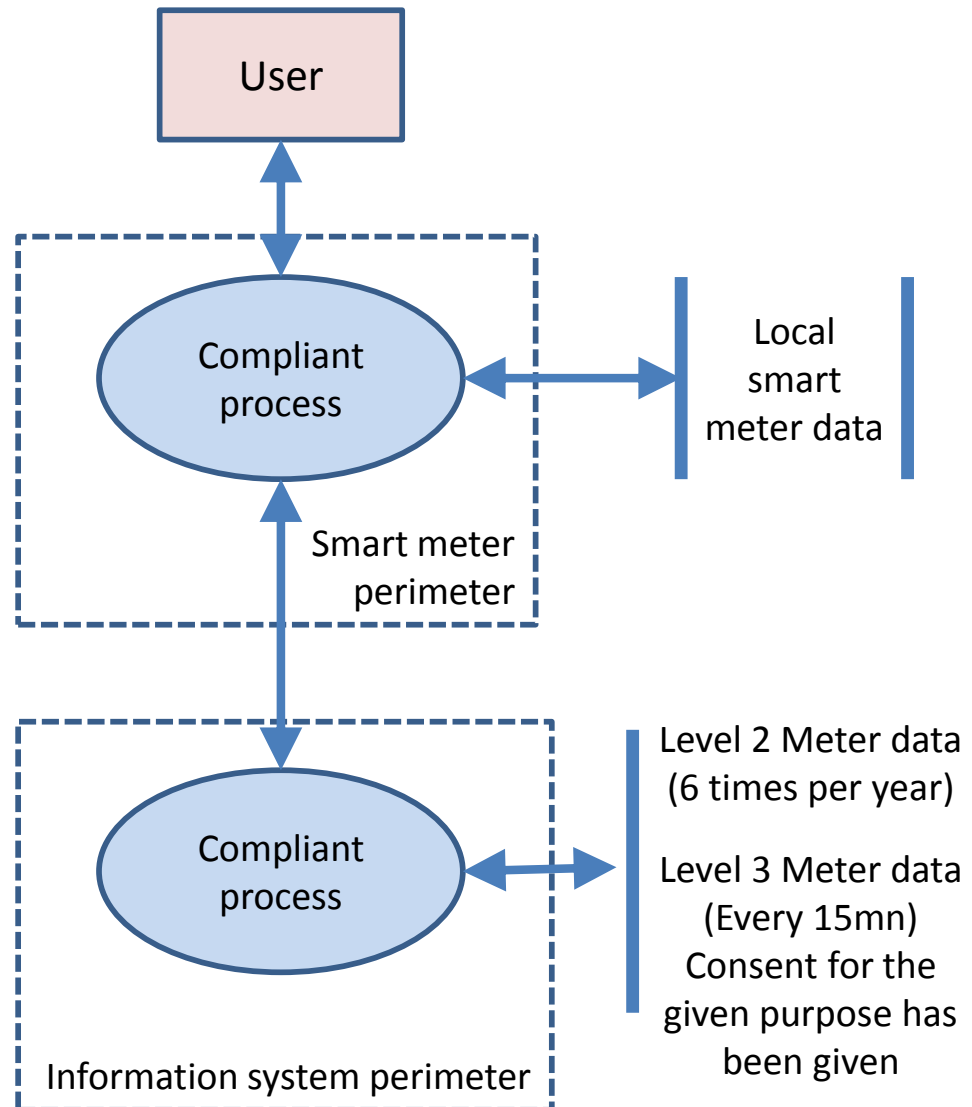 User
Compliant
process
Local
smart
meter data
Smart meter
perimeter
Level 2 Meter data
(6 times per year)
Level 3 Meter data
(Every 15mn)
Consent for the
given purpose has
been given
Compliant
process
Information system perimeter